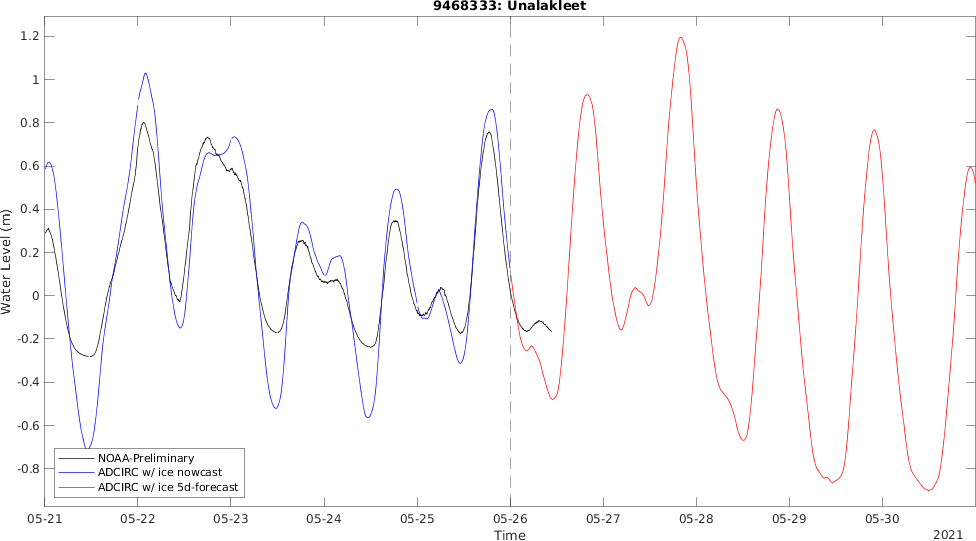 9468333: Unalakleet
1.2
1
0.8
0.6
0.4
0.2
0
-0.2
-0.4
-0.6
-0.8
Water Level (m)
NOAA-Preliminary
ADCIRC w/ ice nowcast
ADCIRC w/ ice 5d-forecast
05-21 05-22 05-23 05-24 05-25 05-26 05-27 05-28 05-29 05-30
Time
2021